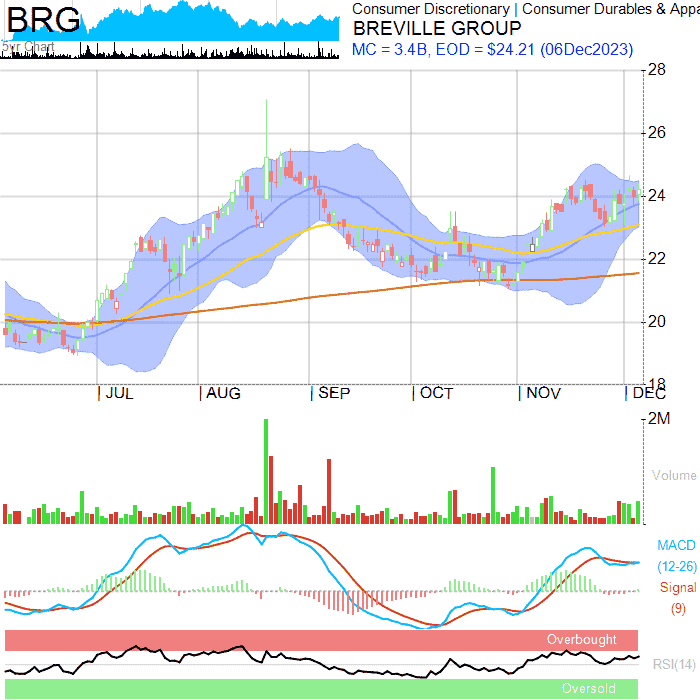 BRG
5yr Chart
Consumer Discretionary | Consumer Durables & Appa
BREVILLE GROUP
MC = 3.4B, EOD = $24.21 (06Dec2023)
28
26
24
22
20
18
JUL AUG SEP OCT NOV DEC
2M
Volume
MACD
(12-26)
Signal
(9)
Overbought
RSI(14)
Oversold